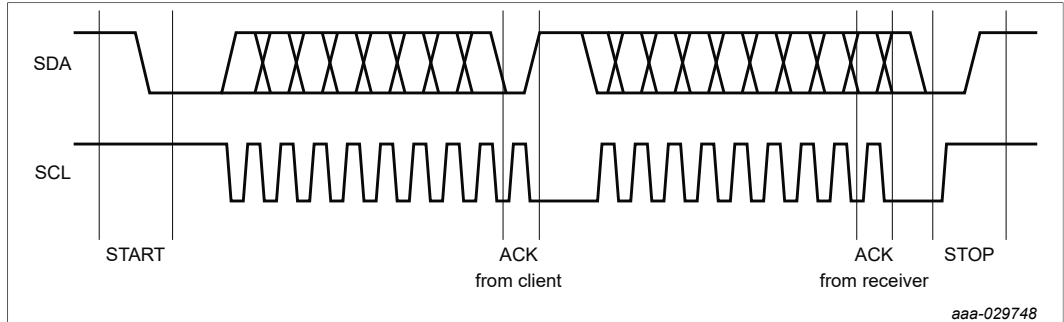 SDA
SCL
START
ACK
from client
ACK
from receiver
STOP
aaa-029748